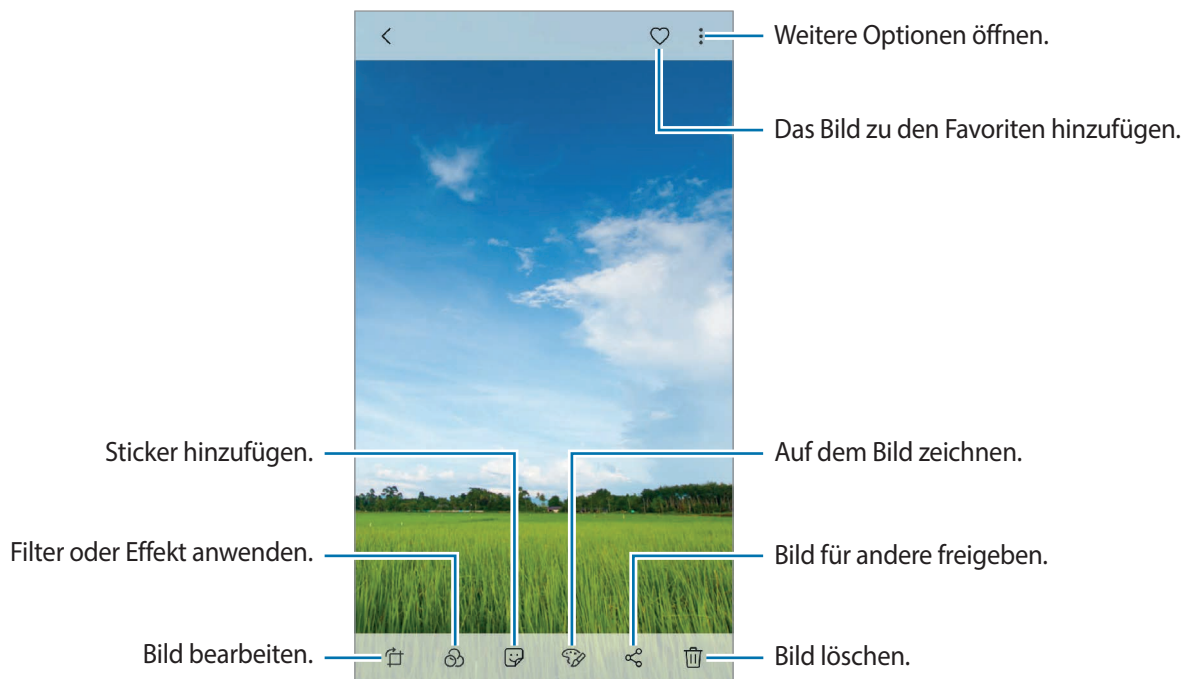 Weitere Optionen öffnen.
Das Bild zu den Favoriten hinzufügen.
Sticker hinzufügen.
Auf dem Bild zeichnen.
Filter oder Effekt anwenden.
Bild für andere freigeben.
Bild bearbeiten.
Bild löschen.